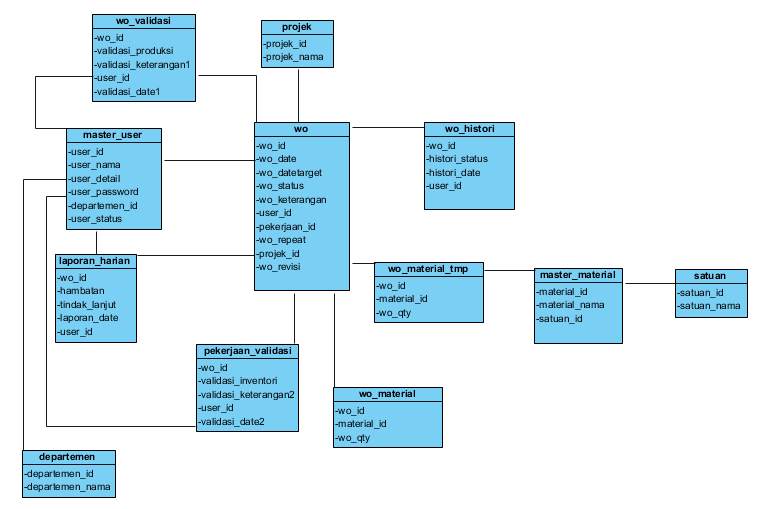 wo_validasi
-wo_id
-validasi_produksi
-validasi_keterangan1
-user_id
-validasi_date1
projek
-projek_id
-projek_nama
master_user
-user_id
-user_nama
-user_detail
-user_password
-departemen_id
-user_status
wo
-wo_id
-wo_date
-wo_datetarget
-wo_status
-wo_keterangan
-user_id
-pekerjaan_id
-wo_repeat
-projek_id
-wo_revisi
wo_histori
-wo_id
-histori_status
-histori_date
-user_id
laporan_harian
-wo_id
-hambatan
-tindak_lanjut
-laporan_date
-user_id
wo_material_tmp
-wo_id
-material_id
-wo_qty
master_material
-material_id
-material_nama
-satuan_id
satuan
-satuan_id
-satuan_nama
pekerjaan_validasi
-wo_id
-validasi_inventori
-validasi_keterangan2
-user_id
-validasi_date2
wo_material
-wo_id
-material_id
-wo_qty
departemen
-departemen_id
-departemen_nama